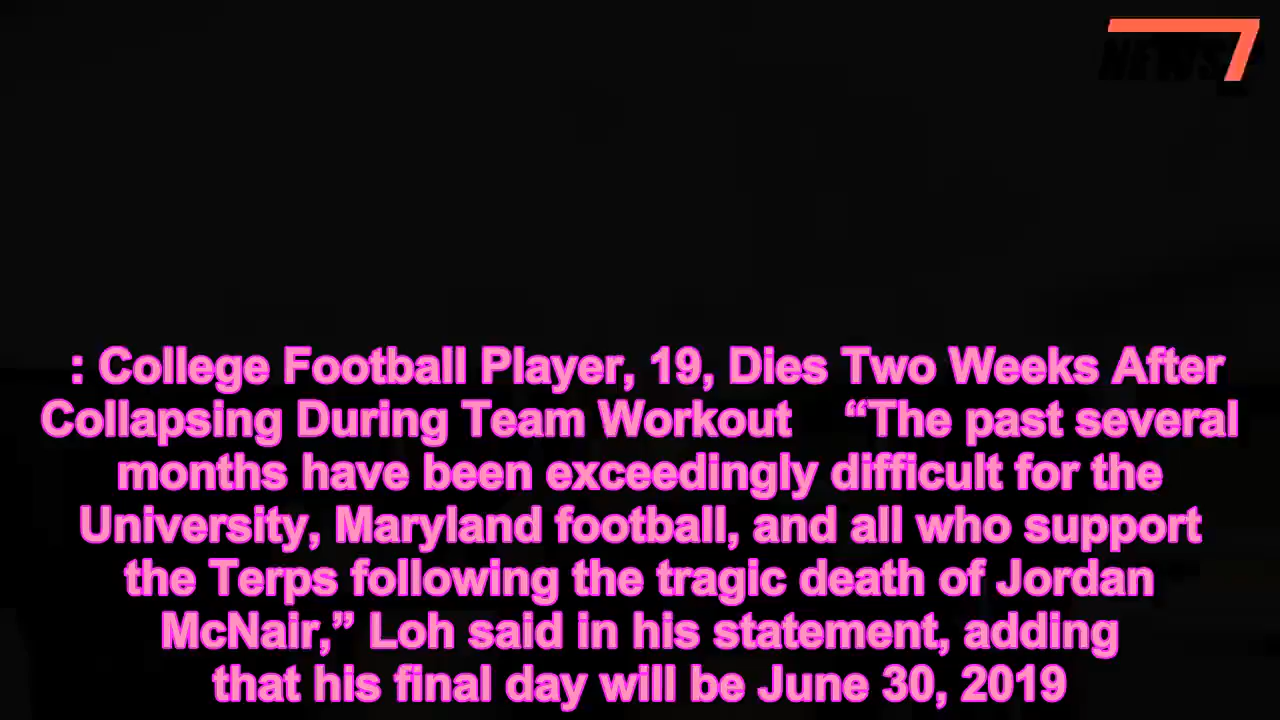 NEWS 7
: College Football Player, 19, Dies Two Weeks After
Collapsing During Team Workout “The past several
months have been exceedingly difficult for the
University, Maryland football, and all who support
the Terps following the tragic death of Jordan
McNair,” Loh said in his statement, adding
that his final day will be June 30, 2019